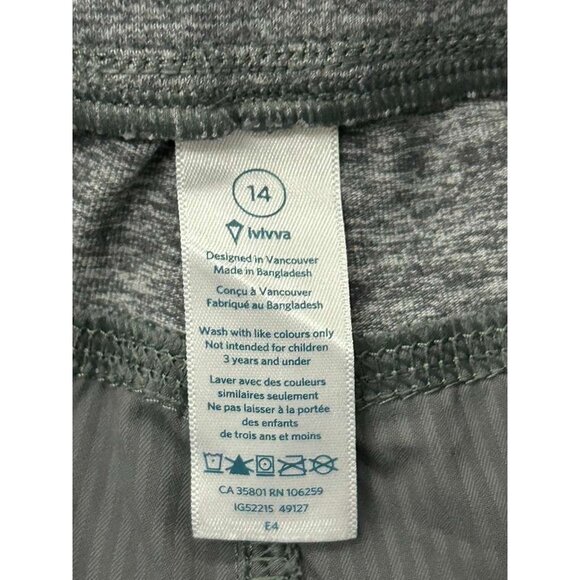 14
ivivva
Designed in Vancouver
Made in Bangladesh
Conçu à Vancouver
Fabriqué au Bangladesh
Wash with like colours only
Not intended for children
3 years and under
Laver avec des couleurs
similaires seulement
Ne pas laisser à la portée
des enfants
de trois ans et moins
CA 35801 RN 106259
IG52215 49127
E4